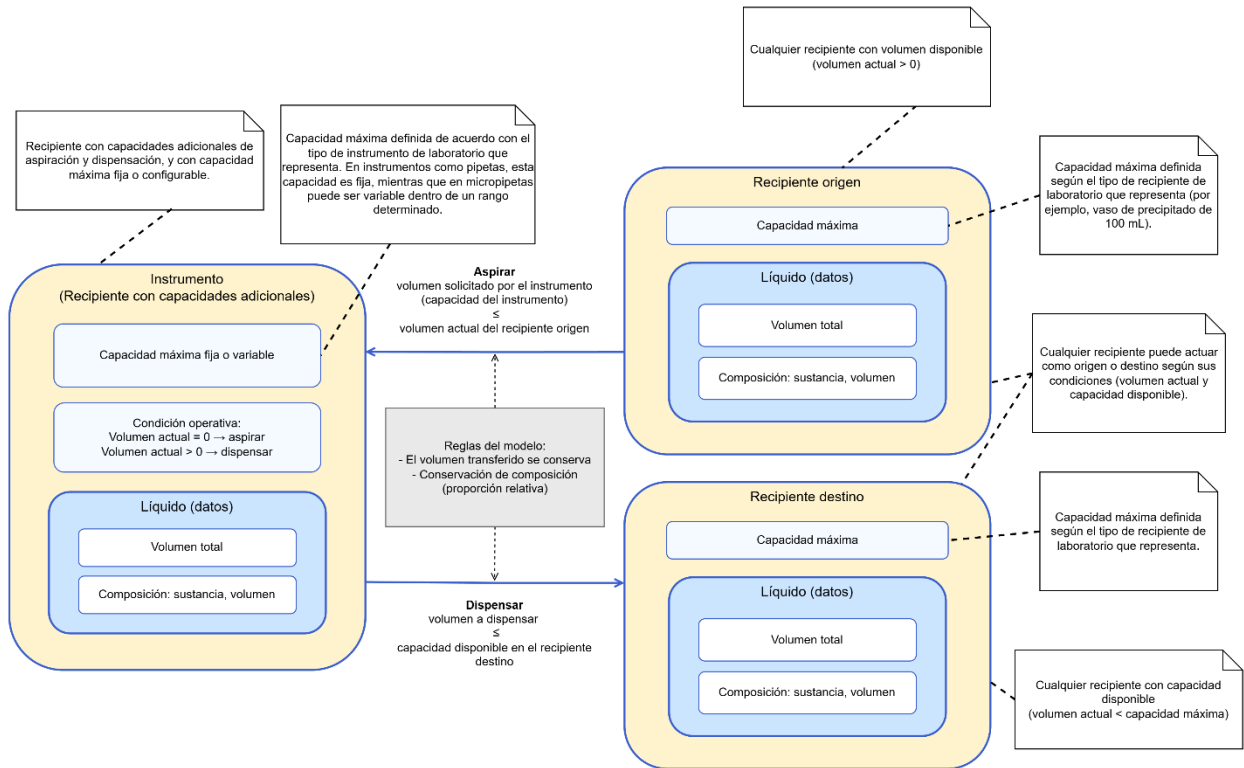 Cualquier recipiente con volumen disponible
(volumen actual > 0)
Recipiente con capacidades adicionales de
aspiración y dispensación, y con capacidad
máxima fija o configurable.
Capacidad máxima definida de acuerdo con el
tipo de instrumento de laboratorio que
representa. En instrumentos como pipetas, esta
capacidad es fija, mientras que en micropipetas
puede ser variable dentro de un rango
determinado.
Capacidad máxima definida
según el tipo de recipiente de
laboratorio que representa (por
ejemplo, vaso de precipitado de
100 mL).
Recipiente origen
Capacidad máxima
Líquido (datos)
Volumen total
Composición: sustancia, volumen
Instrumento
(Recipiente con capacidades adicionales)
Capacidad máxima fija o variable
Condición operativa:
Volumen actual = 0 → aspirar
Volumen actual > 0 → dispensar
Líquido (datos)
Volumen total
Composición: sustancia, volumen
Aspirar
volumen solicitado por el instrumento
(capacidad del instrumento)
≤
volumen actual del recipiente origen
Reglas del modelo:
- El volumen transferido se conserva
- Conservación de composición
(proporción relativa)
Dispensar
volumen a dispensar
≤
capacidad disponible en el recipiente
destino
Cualquier recipiente puede actuar
como origen o destino según sus
condiciones (volumen actual y
capacidad disponible).
Recipiente destino
Capacidad máxima
Líquido (datos)
Volumen total
Composición: sustancia, volumen
Capacidad máxima definida
según el tipo de recipiente de
laboratorio que representa.
Cualquier recipiente con capacidad
disponible
(volumen actual < capacidad máxima)